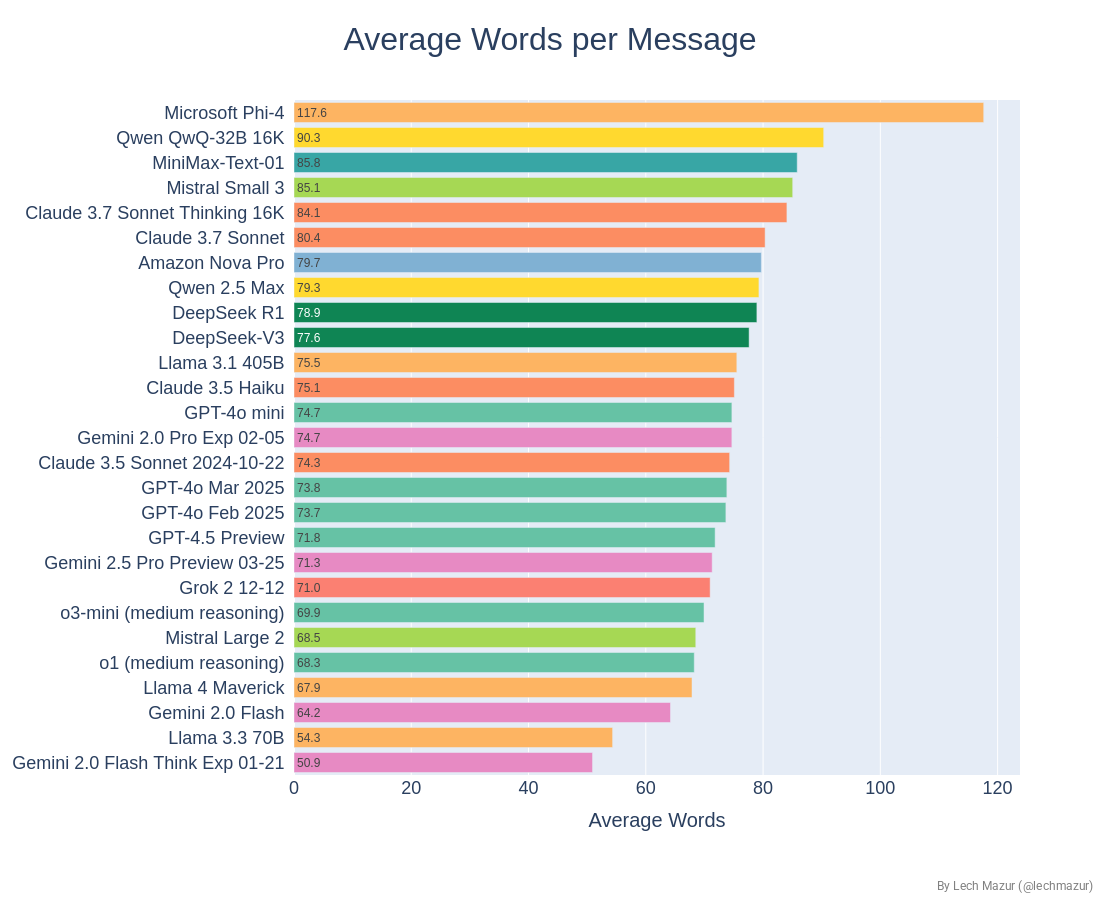 Average Words per Message
Microsoft Phi-4 117.6
Qwen QwQ-32B 16K 90.3
MiniMax-Text-01 85.8
Mistral Small 3 85.1
Claude 3.7 Sonnet Thinking 16K 84.1
Claude 3.7 Sonnet 80.4
Amazon Nova Pro 79.7
Qwen 2.5 Max 79.3
DeepSeek R1 78.9
DeepSeek-V3 77.6
Llama 3.1 405B 75.5
Claude 3.5 Haiku 75.1
GPT-4o mini 74.7
Gemini 2.0 Pro Exp 02-05 74.7
Claude 3.5 Sonnet 2024-10-22 74.3
GPT-4o Mar 2025 73.8
GPT-4o Feb 2025 73.7
GPT-4.5 Preview 71.8
Gemini 2.5 Pro Preview 03-25 71.3
Grok 2 12-12 71.0
o3-mini (medium reasoning) 69.9
Mistral Large 2 68.5
o1 (medium reasoning) 68.3
Llama 4 Maverick 67.9
Gemini 2.0 Flash 64.2
Llama 3.3 70B 54.3
Gemini 2.0 Flash Think Exp 01-21 50.9
0 20 40 60 80 100 120
Average Words
By Lech Mazur (@lechmazur)